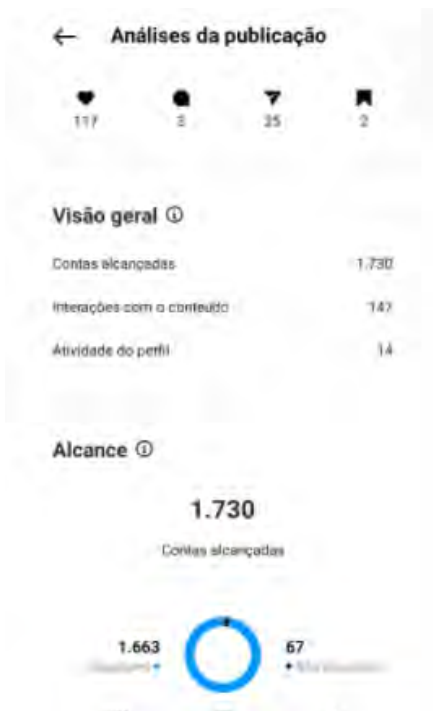 Análises da publicação
117 3 25 2
Visão geral
Contas alcançadas 1.730
Interações com o conteúdo 147
Atividade do perfil 14
Alcance
1.730
Contas alcançadas
1.663 67